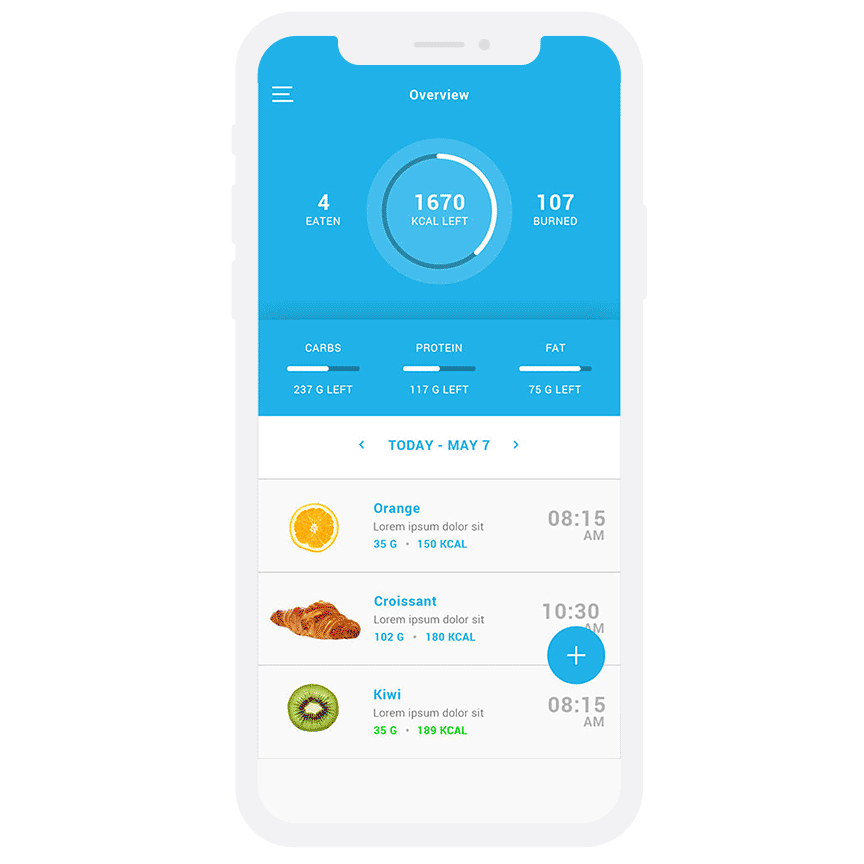 Overview
4
EATEN
1670
KCAL LEFT
107
BURNED
CARBS
PROTEIN
FAT
237 G LEFT
117 G LEFT
75 G LEFT
TODAY - MAY 7
Orange
Lorem ipsum dolor sit
35 G • 150 KCAL
08:15
AM
Croissant
Lorem ipsum dolor sit
102 G • 180 KCAL
10:30
AM
Kiwi
Lorem ipsum dolor sit
35 G • 189 KCAL
08:15
AM